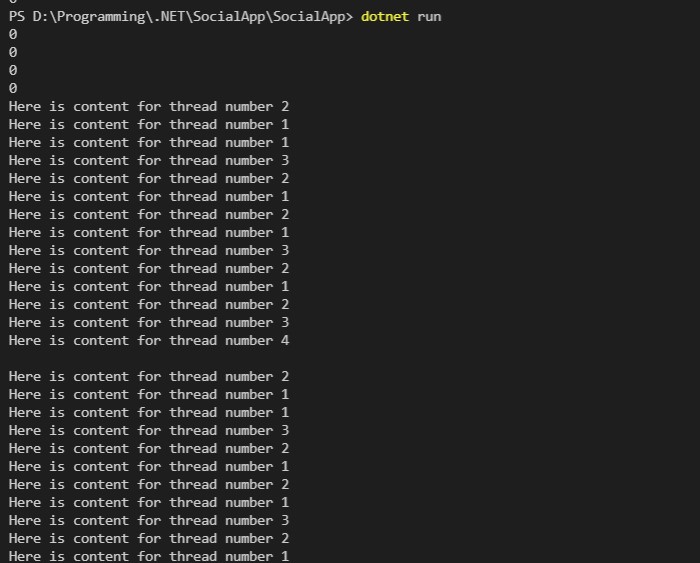 0
PS D:\Programming\.NET\SocialApp\SocialApp> dotnet run
0
0
0
0
Here is content for thread number 2
Here is content for thread number 1
Here is content for thread number 1
Here is content for thread number 3
Here is content for thread number 2
Here is content for thread number 1
Here is content for thread number 2
Here is content for thread number 1
Here is content for thread number 3
Here is content for thread number 2
Here is content for thread number 1
Here is content for thread number 2
Here is content for thread number 3
Here is content for thread number 4

Here is content for thread number 2
Here is content for thread number 1
Here is content for thread number 1
Here is content for thread number 3
Here is content for thread number 2
Here is content for thread number 1
Here is content for thread number 2
Here is content for thread number 1
Here is content for thread number 3
Here is content for thread number 2
Here is content for thread number 1